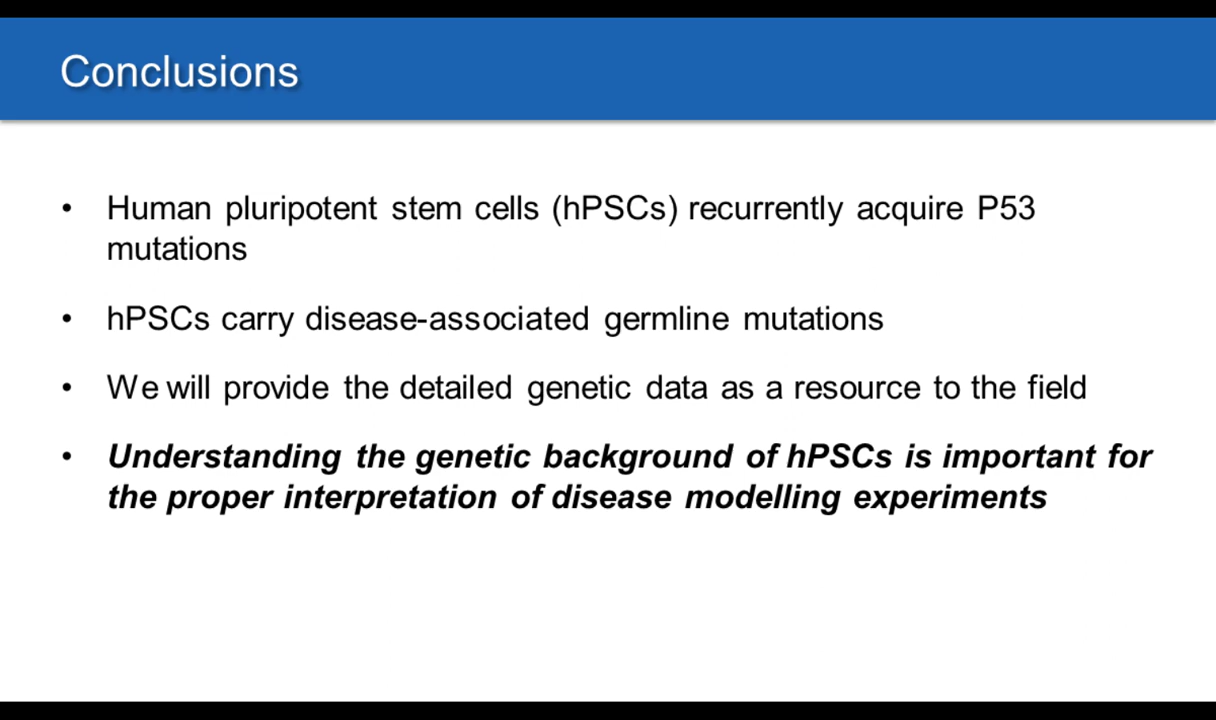 Conclusions
• Human pluripotent stem cells (hPSCs) recurrently acquire P53
mutations
• hPSCs carry disease-associated germline mutations
• We will provide the detailed genetic data as a resource to the field
• Understanding the genetic background of hPSCs is important for
the proper interpretation of disease modelling experiments